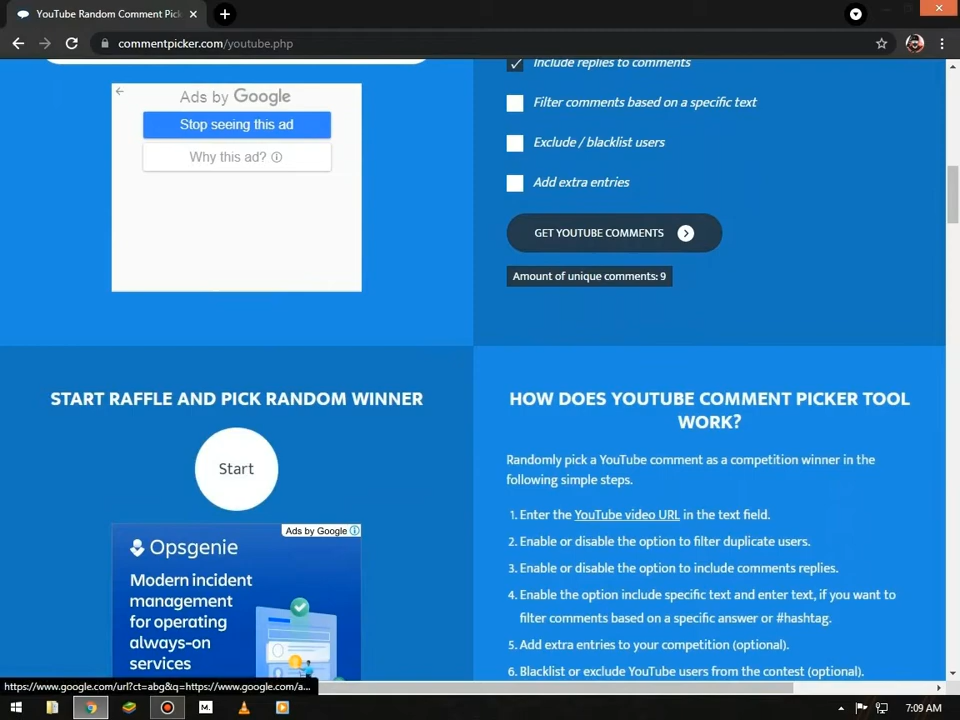 YouTube Random Comment Pick
commentpicker.com/youtube.php
Include replies to comments
Ads by Google
Stop seeing this ad
Why this ad?
Filter comments based on a specific text
Exclude / blacklist users
Add extra entries
GET YOUTUBE COMMENTS
Amount of unique comments: 9
START RAFFLE AND PICK RANDOM WINNER
Start
Ads by Google
Opsgenie
Modern incident
management
for operating
always-on
services
HOW DOES YOUTUBE COMMENT PICKER TOOL
WORK?
Randomly pick a YouTube comment as a competition winner in the
following simple steps.
1. Enter the YouTube video URL in the text field.
2. Enable or disable the option to filter duplicate users.
3. Enable or disable the option to include comments replies.
4. Enable the option include specific text and enter text, if you want to
filter comments based on a specific answer or #hashtag.
5. Add extra entries to your competition (optional).
6. Blacklist or exclude YouTube users from the contest (optional).
https://www.google.com/url?ct=abg&q=https://www.google.com/a...
M.
7:09 AM